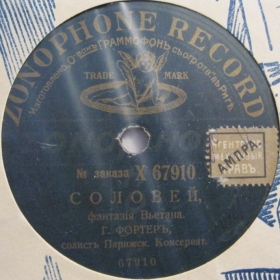 ZONOPHONE RECORD
TRADE MARK
№ заказа X 67910
СОЛОВЕЙ,
фантазія Вьетана.
Г. ФОРТЕРЪ,
солистъ Парижск. Консерват.
67910
АМПРА.